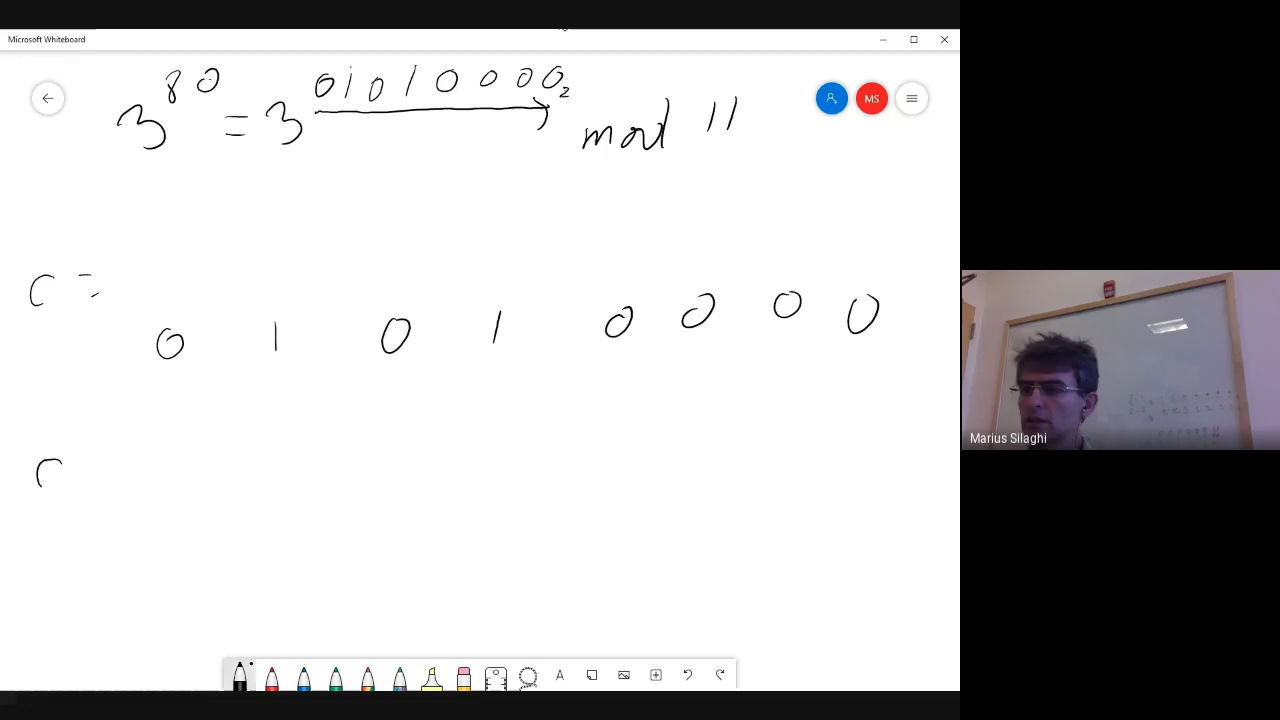 Microsoft Whiteboard
3^80 = 3^01010000₂ mod 11
MS
C =
0 1 0 1 0 0 0 0
Marius Silaghi
C
A